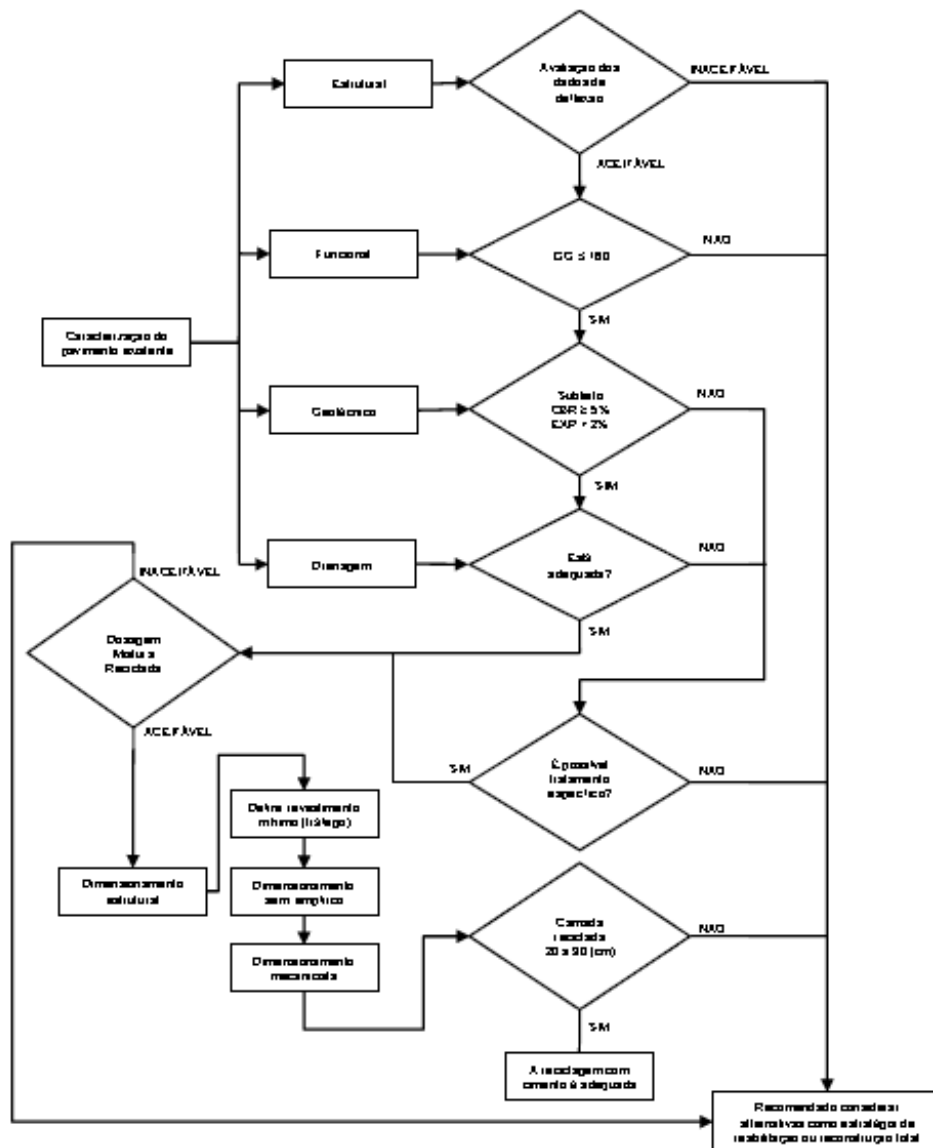 Estrutural
Avaliação dos
dados de
deflexão
INACEITÁVEL
ACEITÁVEL
Funcional
NÃO
SIM
Caracterização do
pavimento existente
Geotécnico
Subleito
CBR ≥ 5%
NÃO
SIM
Drenagem
Está
adequada?
NÃO
SIM
INACEITÁVEL
Dosagem
Mistura
Reciclada
ACEITÁVEL
É possível
tratamento
específico?
SIM
NÃO
Define revestimento
mínimo (tráfego)
Dimensionamento
estrutural
Dimensionamento
semi empírico
Dimensionamento
mecanicista
Camada
reciclada
NÃO
SIM
A reciclagem com
cimento é adequada
Recomendado considerar
alternativas como estratégia de
reabilitação ou reconstrução total